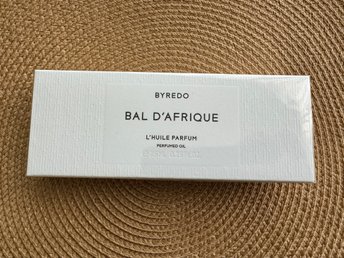 BYREDO
BAL D'AFRIQUE
L'HUILE PARFUM
PERFUMED OIL